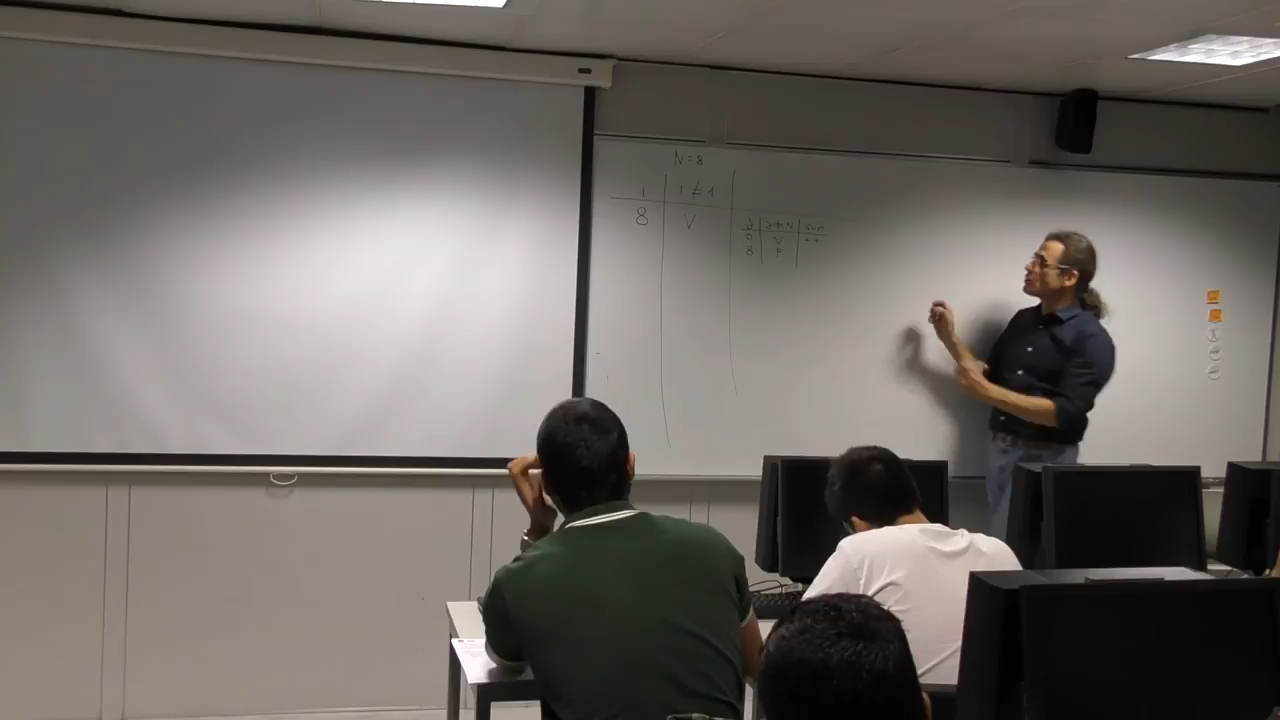 N = 8
i | i ≠ 1
8 | V
j | j ≠ N | sum
0 | V | ++
8 | F